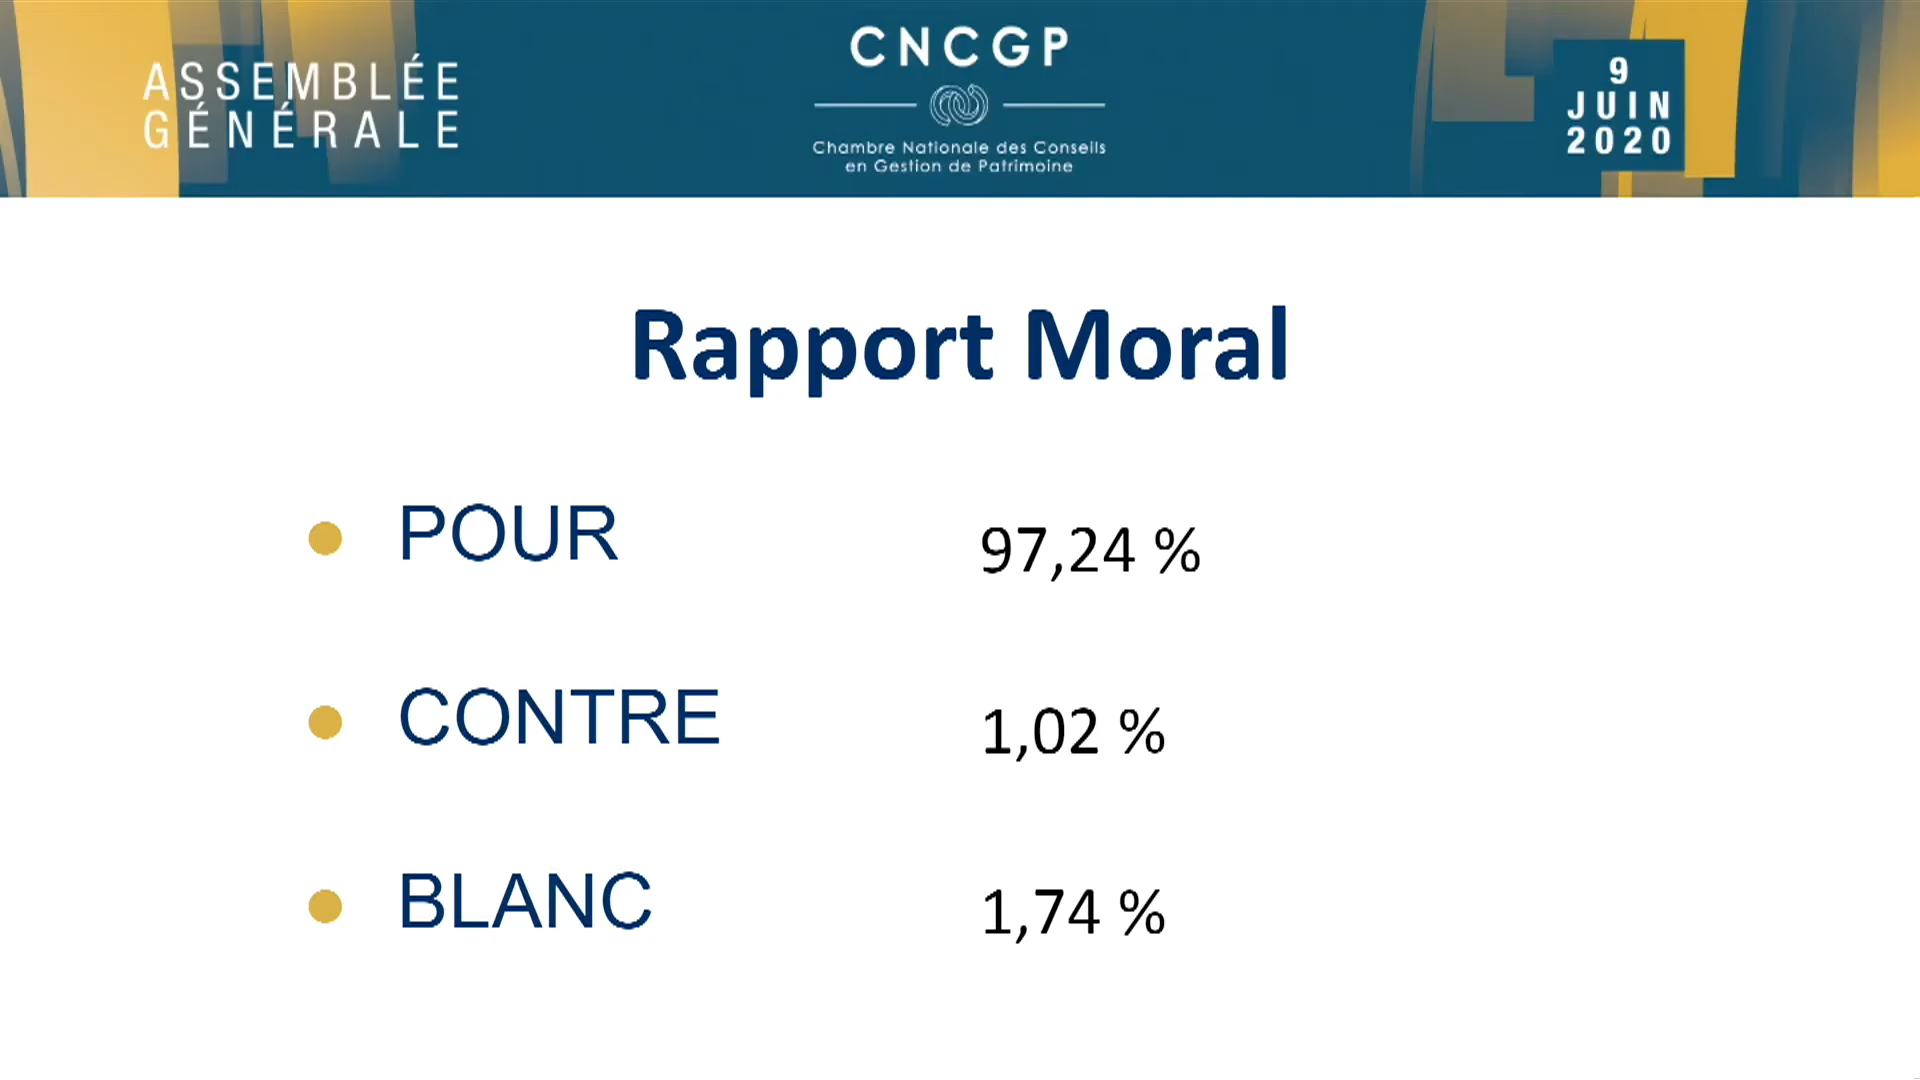 ASSEMBLÉE
GÉNÉRALE
CNCGP
Chambre Nationale des Conseils
en Gestion de Patrimoine
9
JUIN
2020
Rapport Moral
POUR 97,24 %
CONTRE 1,02 %
BLANC 1,74 %